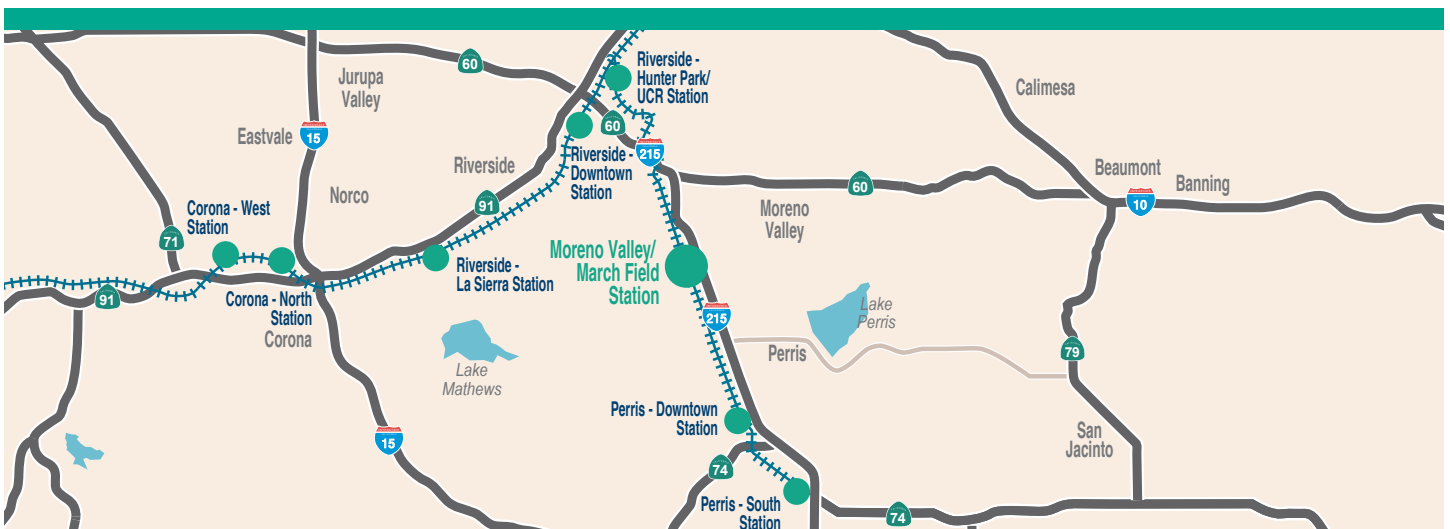 60
Riverside -
Hunter Park/
UCR Station
Jurupa
Valley
Calimesa
Eastvale
15
60
215
Riverside
Riverside -
Downtown
Station
Beaumont
Banning
Norco
60
10
91
Corona - West
Station
Moreno
Valley
71
Moreno Valley/
March Field
Station
Riverside -
La Sierra Station
91
Corona - North
Station
Corona
Lake
Perris
215
Perris
79
Lake
Mathews
Perris - Downtown
Station
15
San
Jacinto
74
Perris - South
Station
74